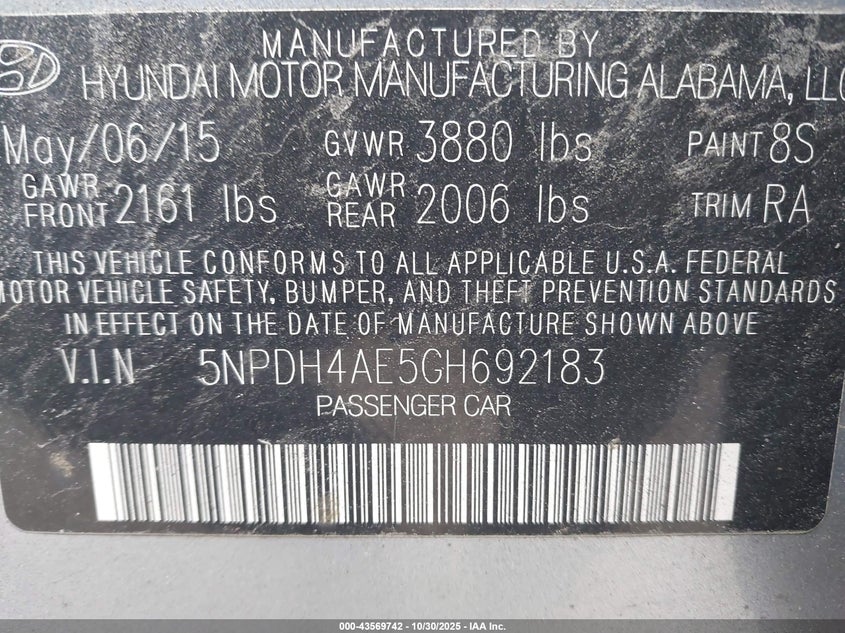 MANUFACTURED BY
HYUNDAI MOTOR MANUFACTURING ALABAMA, LLC
May/06/15 GVWR 3880 lbs PAINT 8S
GAWR FRONT 2161 lbs GAWR REAR 2006 lbs TRIM RA
THIS VEHICLE CONFORMS TO ALL APPLICABLE U.S.A. FEDERAL
MOTOR VEHICLE SAFETY, BUMPER, AND THEFT PREVENTION STANDARDS
IN EFFECT ON THE DATE OF MANUFACTURE SHOWN ABOVE
V.I.N 5NPDH4AE5GH692183
PASSENGER CAR
000-43569742 - 10/30/2025 - IAA Inc.